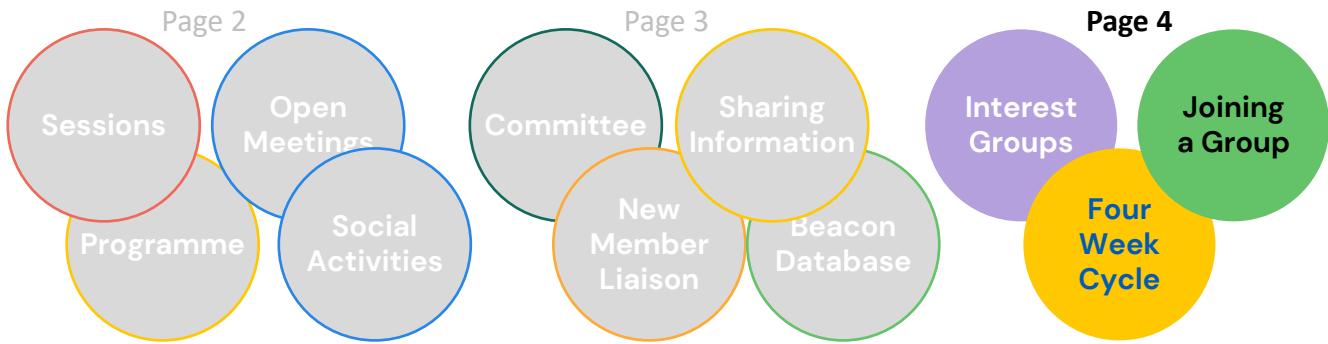 Page 2
Sessions
Open
Meetings
Programme
Social
Activities
Page 3
Committee
Sharing
Information
New
Member
Liaison
Beacon
Database
Page 4
Interest
Groups
Joining
a Group
Four
Week
Cycle